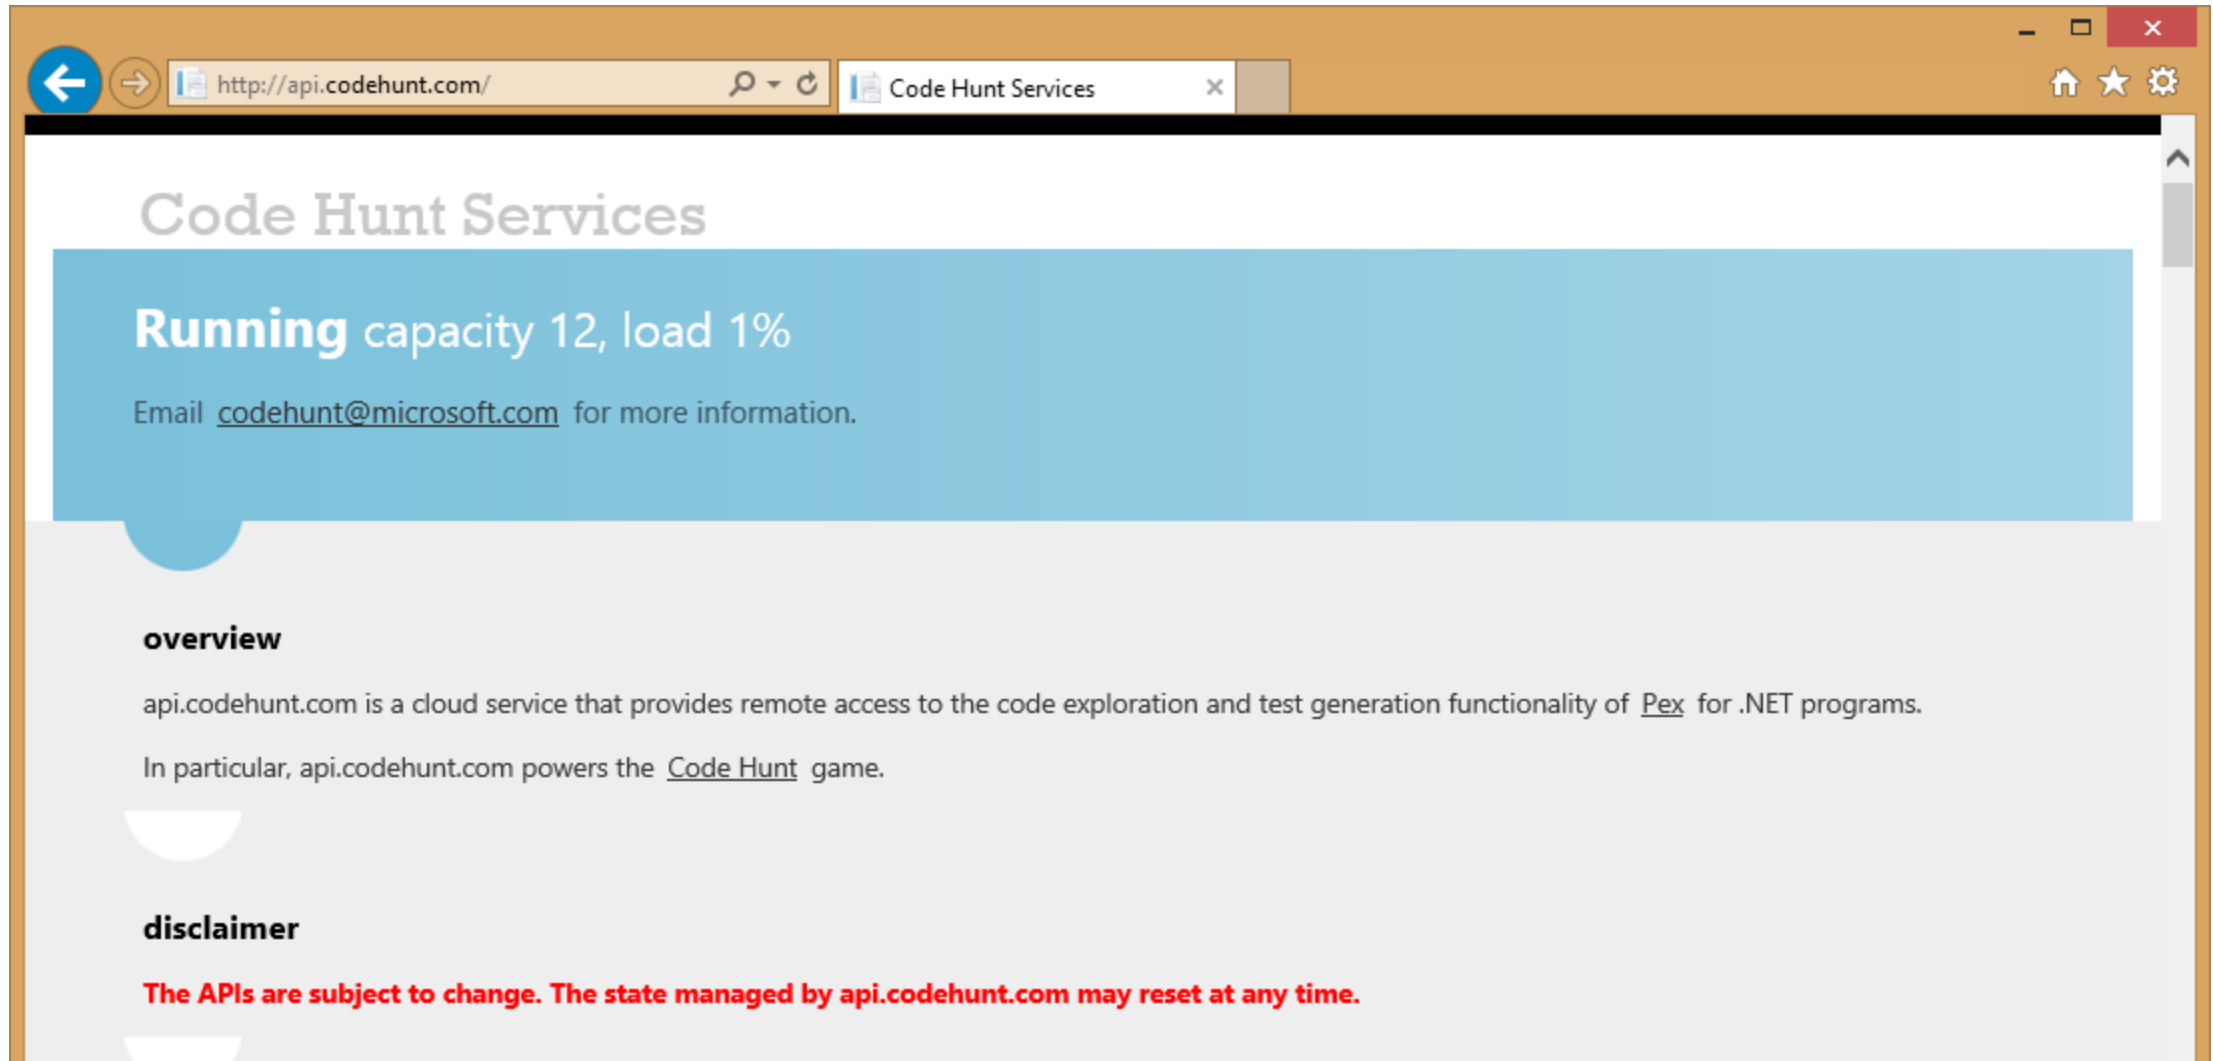 http://api.codehunt.com/
Code Hunt Services
Code Hunt Services
Running capacity 12, load 1%
Email codehunt@microsoft.com for more information.
overview
api.codehunt.com is a cloud service that provides remote access to the code exploration and test generation functionality of Pex for .NET programs.
In particular, api.codehunt.com powers the Code Hunt game.
disclaimer
The APIs are subject to change. The state managed by api.codehunt.com may reset at any time.